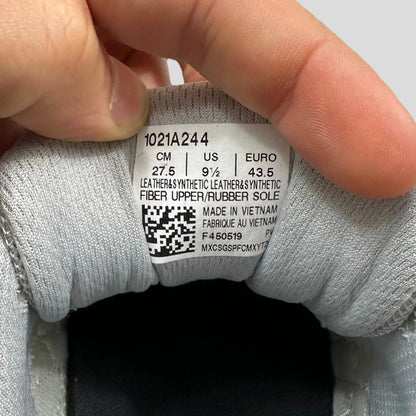 1021A244
CM US EURO
27.5 9½ 43.5
LEATHER&SYNTHETIC LEATHER&SYNTHETIC
FIBER UPPER/RUBBER SOLE
MADE IN VIETNAM
FABRIQUE AU VIETNAM
F450519